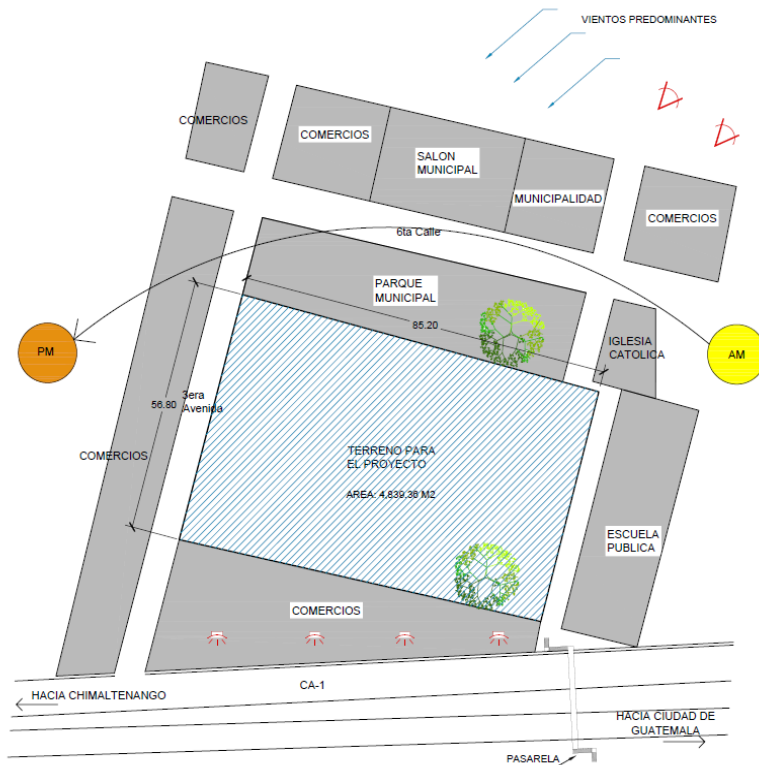 VIENTOS PREDOMINANTES
COMERCIOS
COMERCIOS
SALON
MUNICIPAL
MUNICIPALIDAD
COMERCIOS
6ta Calle
PARQUE
MUNICIPAL
85.20
IGLESIA
CATOLICA
PM
AM
56.80
3era
Avenida
COMERCIOS
TERRENO PARA
EL PROYECTO
AREA: 4,839.36 M2
ESCUELA
PUBLICA
COMERCIOS
CA-1
HACIA CHIMALTENANGO
HACIA CIUDAD DE
GUATEMALA
PASARELA